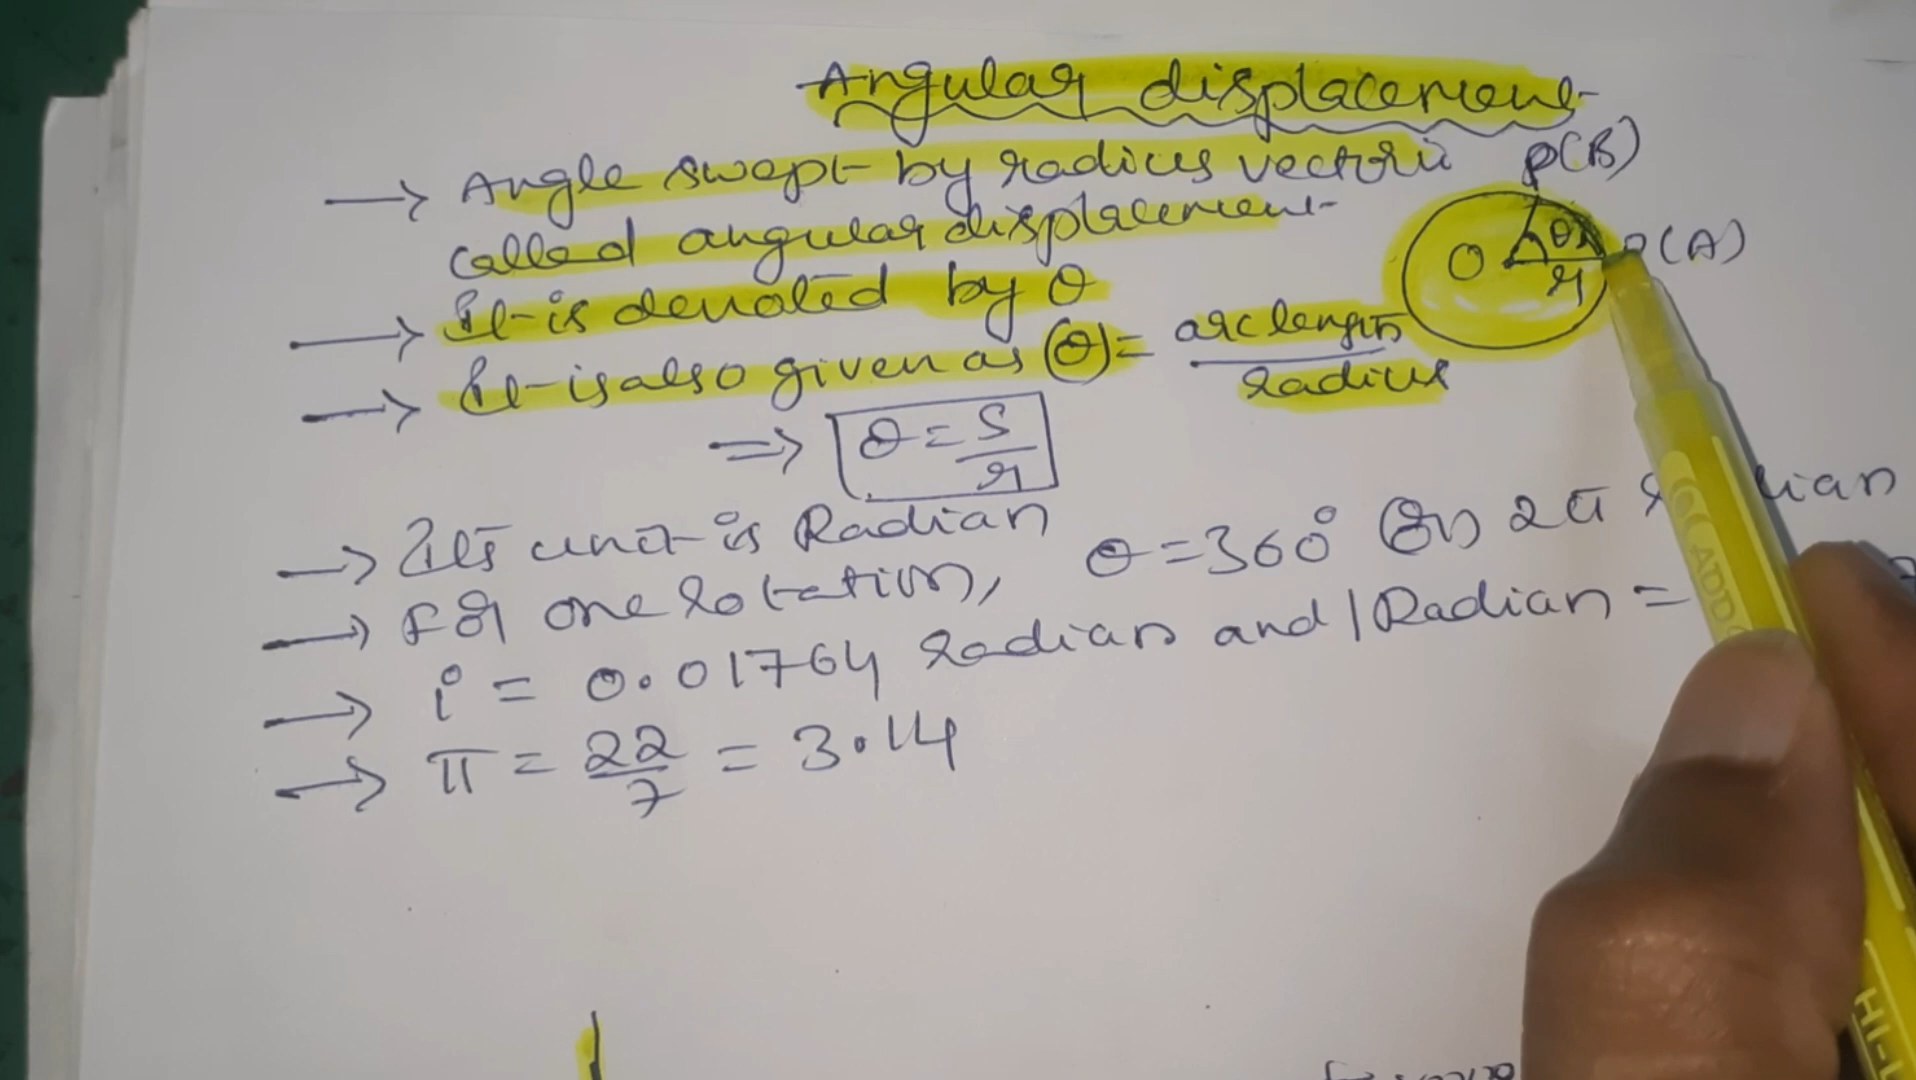 Angular displacement
→ Angle swept by radius vector is P(B)
called angular displacement
O θ r P(A)
→ It is denoted by θ
→ It is also given as (θ) = arc length / radius
⇒ θ = S/r
→ Its unit is Radian
→ For one rotation, θ = 360° (or) 2π
→ 1° = 0.01764 radian and 1 Radian =
→ π = 22/7 = 3.14
ADD
HI-L